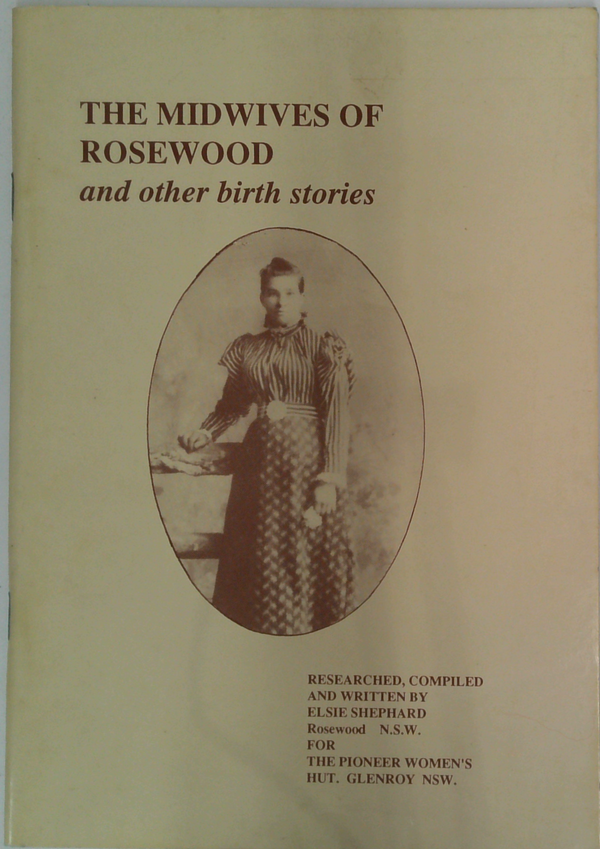 THE MIDWIVES OF
ROSEWOOD
and other birth stories
RESEARCHED, COMPILED
AND WRITTEN BY
ELSIE SHEPHARD
Rosewood N.S.W.
FOR
THE PIONEER WOMEN'S
HUT. GLENROY NSW.